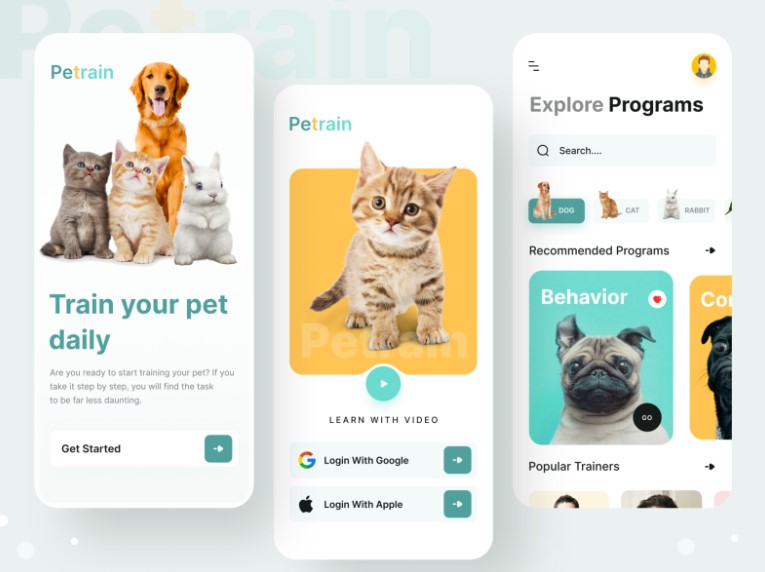 Petrain
Petrain
Train your pet
daily
Are you ready to start training your pet? If you
take it step by step, you will find the task
to be far less daunting.
Get Started
Petrain
Petrain
LEARN WITH VIDEO
Login With Google
Login With Apple
Explore Programs
Search....
DOG
CAT
RABBIT
Recommended Programs
Behavior
Co
GO
Popular Trainers